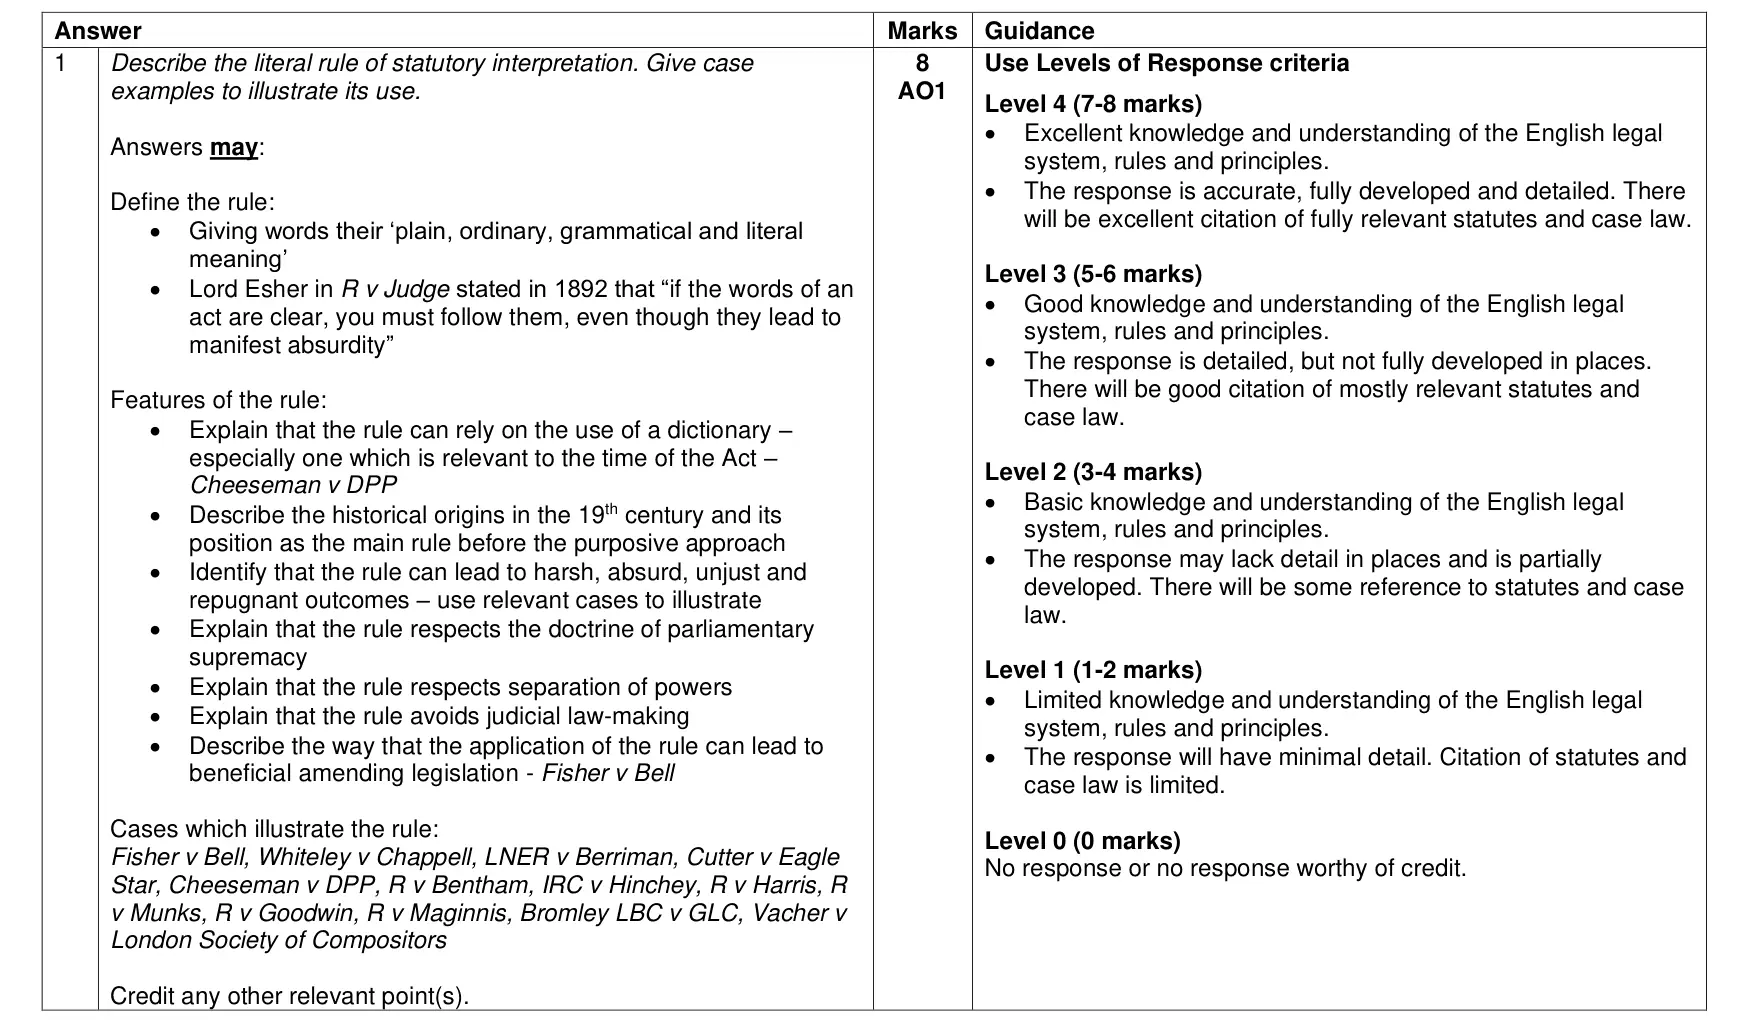 Answer Marks Guidance
1 Describe the literal rule of statutory interpretation. Give case
examples to illustrate its use.
Answers may:
Define the rule:
• Giving words their ‘plain, ordinary, grammatical and literal
meaning’
• Lord Esher in R v Judge stated in 1892 that “if the words of an
act are clear, you must follow them, even though they lead to
manifest absurdity”
Features of the rule:
• Explain that the rule can rely on the use of a dictionary –
especially one which is relevant to the time of the Act –
Cheeseman v DPP
• Describe the historical origins in the 19th century and its
position as the main rule before the purposive approach
• Identify that the rule can lead to harsh, absurd, unjust and
repugnant outcomes – use relevant cases to illustrate
• Explain that the rule respects the doctrine of parliamentary
supremacy
• Explain that the rule respects separation of powers
• Explain that the rule avoids judicial law-making
• Describe the way that the application of the rule can lead to
beneficial amending legislation - Fisher v Bell
Cases which illustrate the rule:
Fisher v Bell, Whiteley v Chappell, LNER v Berriman, Cutter v Eagle
Star, Cheeseman v DPP, R v Bentham, IRC v Hinchey, R v Harris, R
v Munks, R v Goodwin, R v Maginnis, Bromley LBC v GLC, Vacher v
London Society of Compositors
Credit any other relevant point(s).
8
AO1
Use Levels of Response criteria
Level 4 (7-8 marks)
• Excellent knowledge and understanding of the English legal
system, rules and principles.
• The response is accurate, fully developed and detailed. There
will be excellent citation of fully relevant statutes and case law.
Level 3 (5-6 marks)
• Good knowledge and understanding of the English legal
system, rules and principles.
• The response is detailed, but not fully developed in places.
There will be good citation of mostly relevant statutes and
case law.
Level 2 (3-4 marks)
• Basic knowledge and understanding of the English legal
system, rules and principles.
• The response may lack detail in places and is partially
developed. There will be some reference to statutes and case
law.
Level 1 (1-2 marks)
• Limited knowledge and understanding of the English legal
system, rules and principles.
• The response will have minimal detail. Citation of statutes and
case law is limited.
Level 0 (0 marks)
No response or no response worthy of credit.